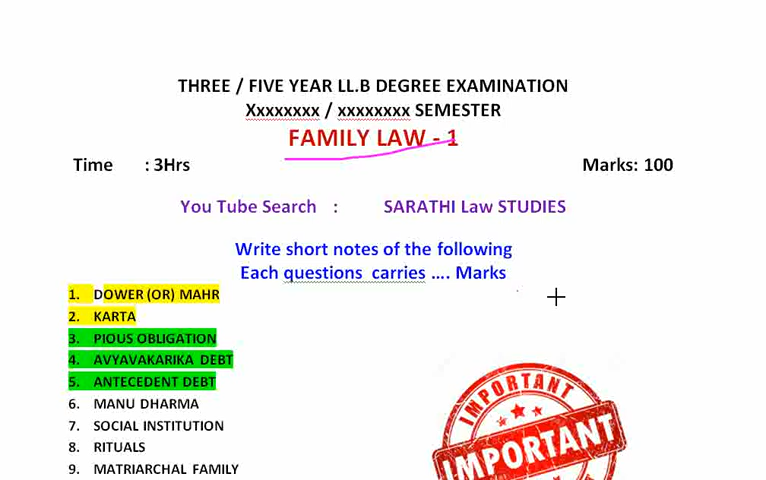 THREE / FIVE YEAR LL.B DEGREE EXAMINATION
Xxxxxxxx / xxxxxxxx SEMESTER
FAMILY LAW - 1
Time : 3Hrs Marks: 100
You Tube Search : SARATHI Law STUDIES
Write short notes of the following
Each questions carries .... Marks
1. DOWER (OR) MAHR
2. KARTA
3. PIOUS OBLIGATION
4. AVYAVAKARIKA DEBT
5. ANTECEDENT DEBT
6. MANU DHARMA
7. SOCIAL INSTITUTION
8. RITUALS
9. MATRIARCHAL FAMILY
IMPORTANT
IMPORTANT